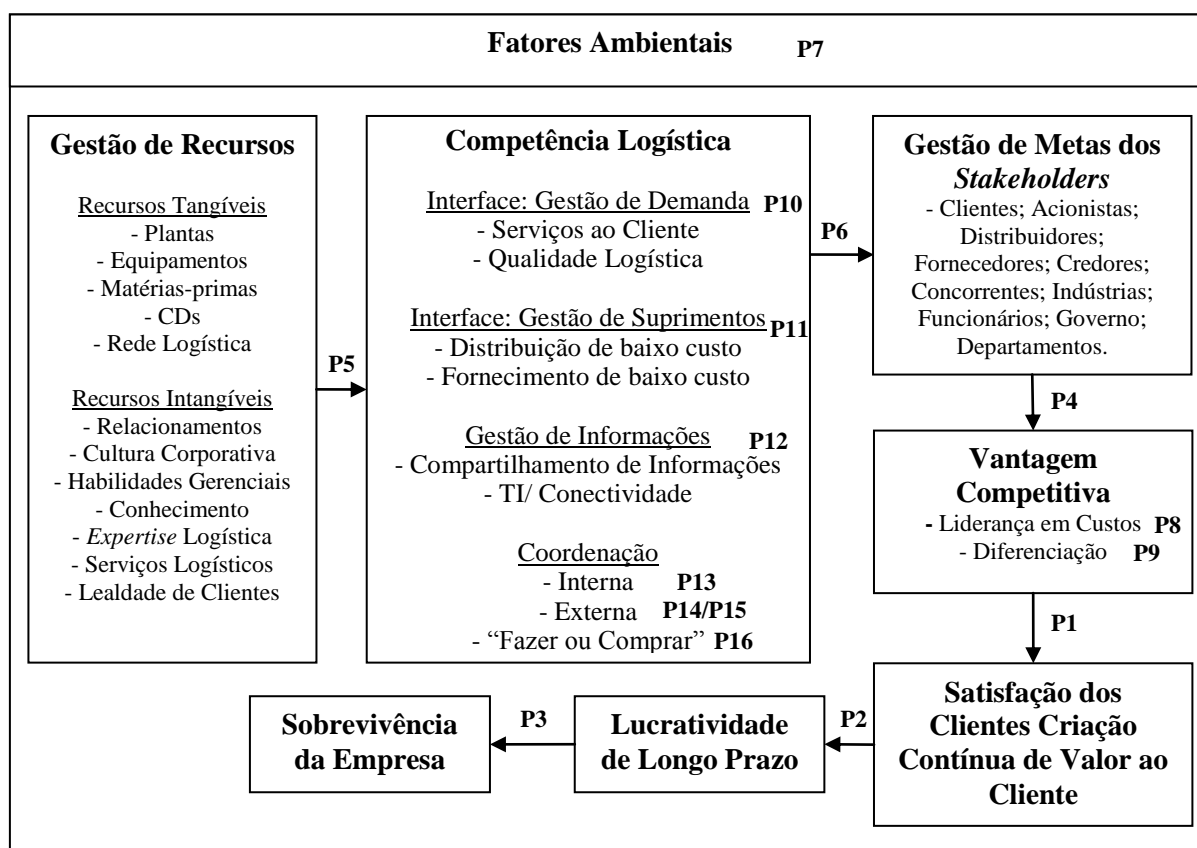 Fatores Ambientais P7
Gestão de Recursos
Recursos Tangíveis
- Plantas
- Equipamentos
- Matérias-primas
- CDs
- Rede Logística
Recursos Intangíveis
- Relacionamentos
- Cultura Corporativa
- Habilidades Gerenciais
- Conhecimento
- Expertise Logística
- Serviços Logísticos
- Lealdade de Clientes
P5
Competência Logística
Interface: Gestão de Demanda P10
- Serviços ao Cliente
- Qualidade Logística
Interface: Gestão de Suprimentos P11
- Distribuição de baixo custo
- Fornecimento de baixo custo
Gestão de Informações P12
- Compartilhamento de Informações
- TI/ Conectividade
Coordenação
- Interna P13
- Externa P14/P15
- “Fazer ou Comprar” P16
P6
Gestão de Metas dos
Stakeholders
- Clientes; Acionistas;
Distribuidores;
Fornecedores; Credores;
Concorrentes; Indústrias;
Funcionários; Governo;
Departamentos.
P4
Vantagem
Competitiva
- Liderança em Custos P8
- Diferenciação P9
P1
Satisfação dos
Clientes Criação
Contínua de Valor ao
Cliente
P2
Lucratividade
de Longo Prazo
P3
Sobrevivência
da Empresa